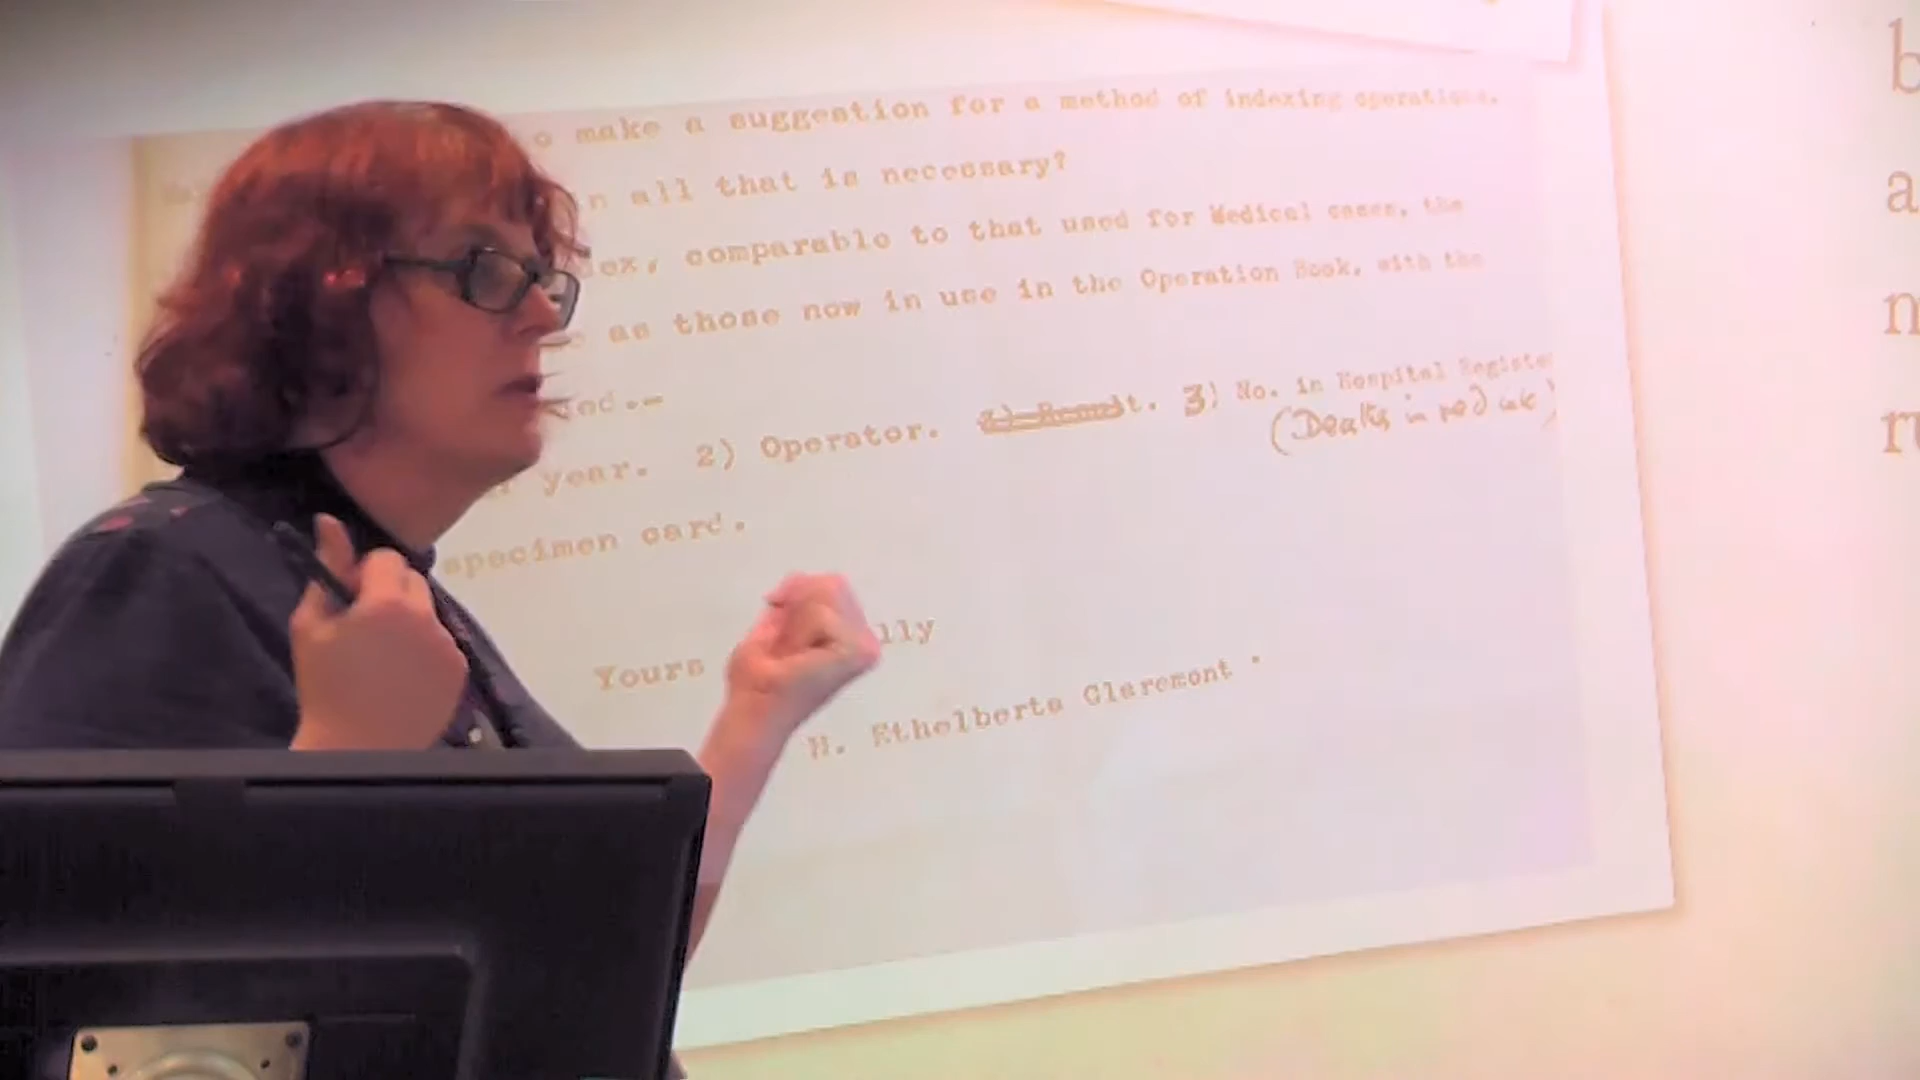 make a suggestion for a method of indexing operations.
all that is necessary?
comparable to that used for Medical cases, the
as those now in use in the Operation Book, with the
year. 2) Operator. t. 3) No. in Hospital Register
(Deaths in red ink)
specimen card.
Yours lly
H. Ethelberta Claremont.